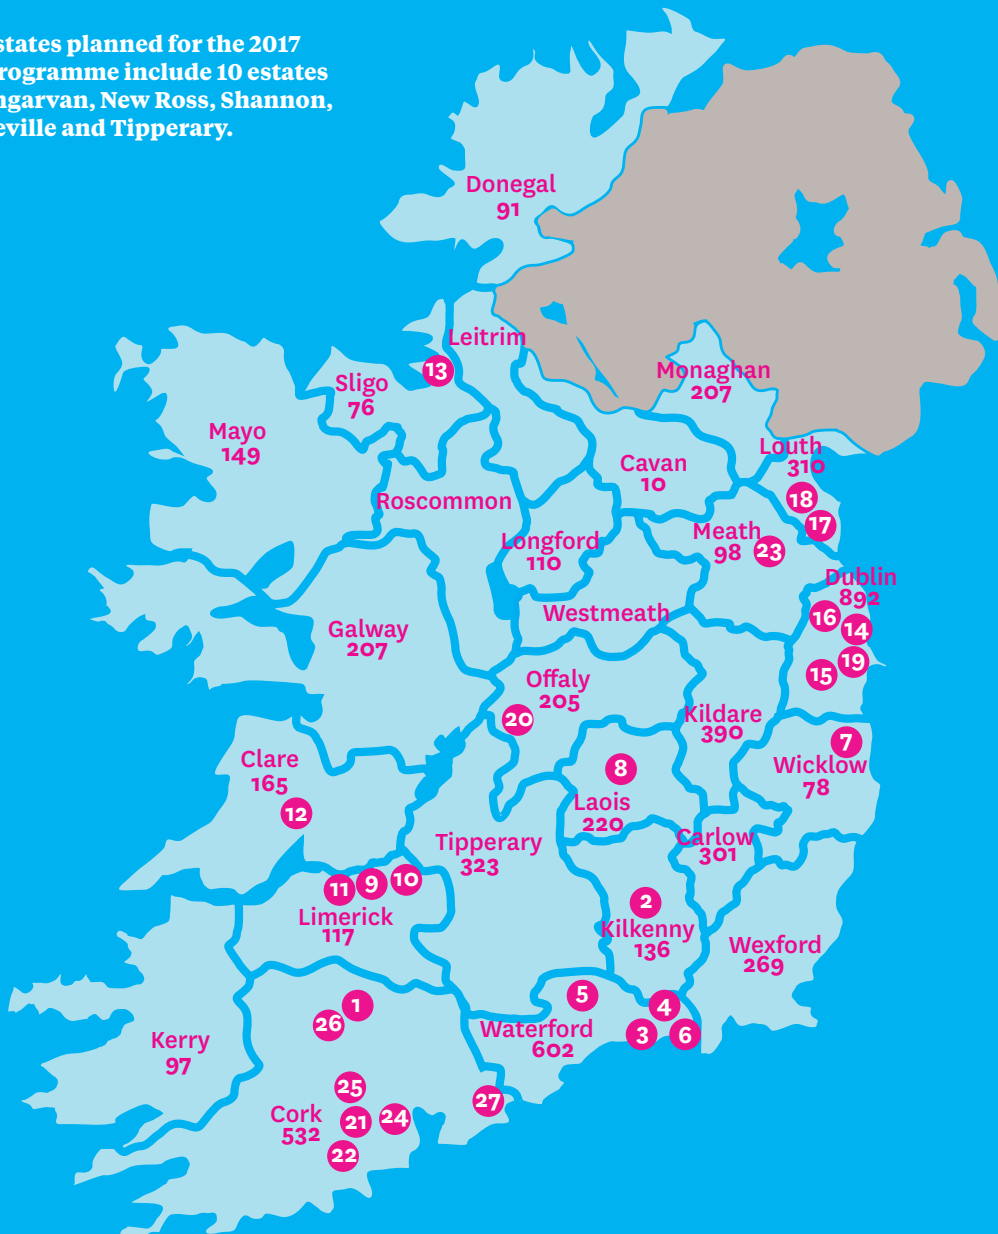 states planned for the 2017
rogramme include 10 estates
ngarvan, New Ross, Shannon,
eville and Tipperary.
Donegal
91
Leitrim
13
Sligo
76
Monaghan
207
Mayo
149
Louth
310
Cavan
10
18
Roscommon
17
Meath
98
23
Longford
110
Dublin
892
16
14
Westmeath
Galway
207
19
15
Offaly
205
20
Kildare
390
7
Wicklow
78
Clare
165
8
Laois
220
12
Tipperary
323
Carlow
301
11
9
10
Limerick
117
2
Kilkenny
136
Wexford
269
5
1
4
26
Waterford
602
3
6
Kerry
97
25
27
Cork
532
21
24
22